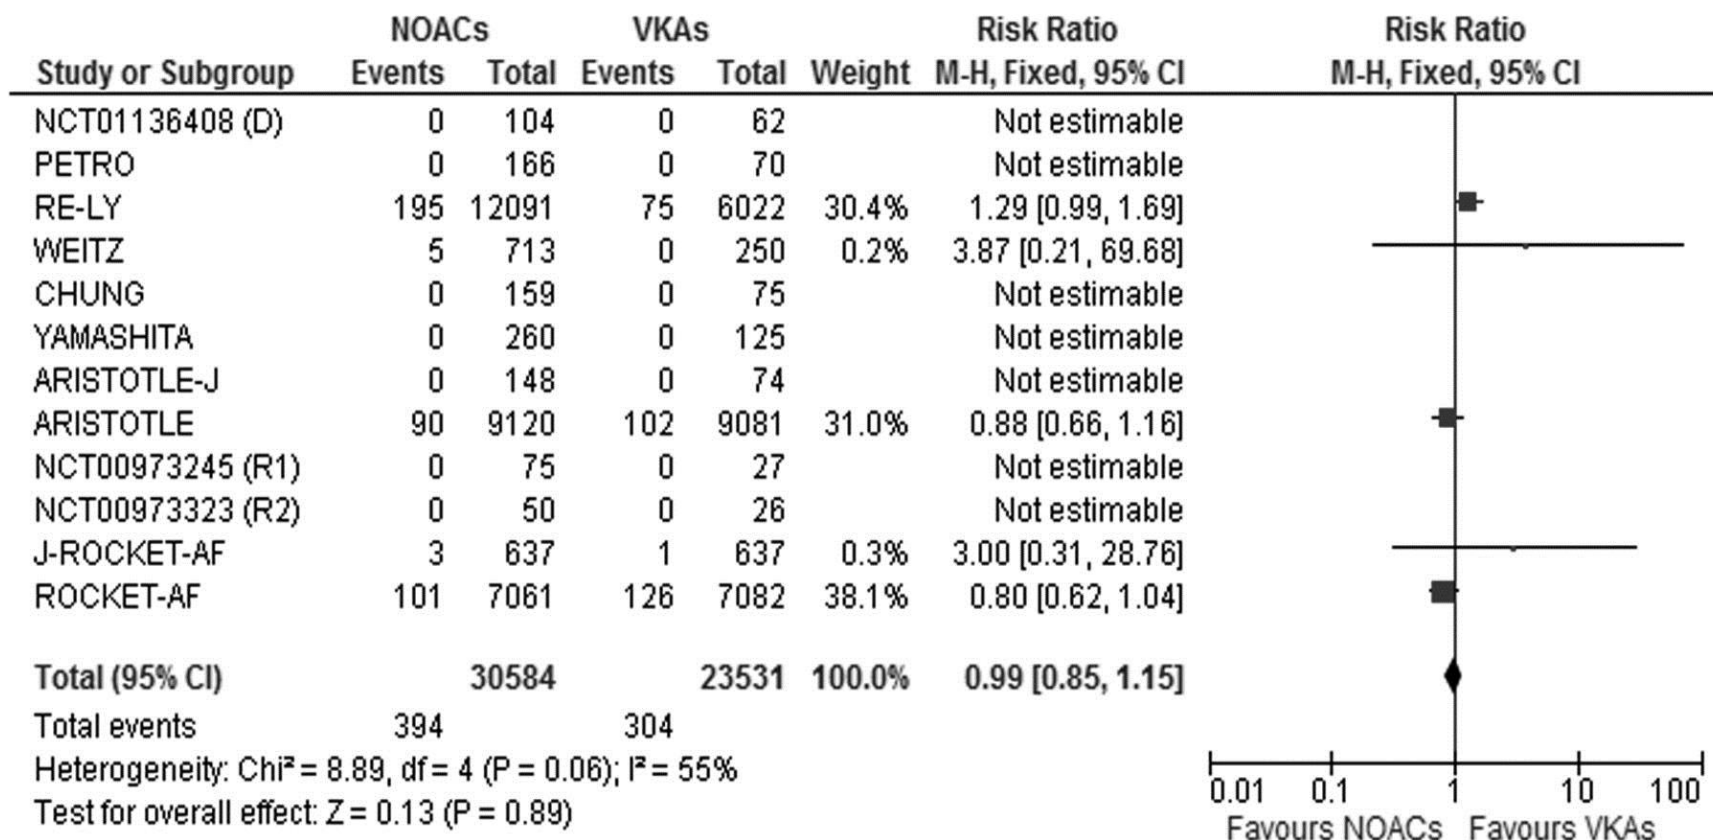 NOACs VKAs Risk Ratio Risk Ratio
Study or Subgroup Events Total Events Total Weight M-H, Fixed, 95% CI M-H, Fixed, 95% CI
NCT01136408 (D) 0 104 0 62 Not estimable
PETRO 0 166 0 70 Not estimable
RE-LY 195 12091 75 6022 30.4% 1.29 [0.99, 1.69]
WEITZ 5 713 0 250 0.2% 3.87 [0.21, 69.68]
CHUNG 0 159 0 75 Not estimable
YAMASHITA 0 260 0 125 Not estimable
ARISTOTLE-J 0 148 0 74 Not estimable
ARISTOTLE 90 9120 102 9081 31.0% 0.88 [0.66, 1.16]
NCT00973245 (R1) 0 75 0 27 Not estimable
NCT00973323 (R2) 0 50 0 26 Not estimable
J-ROCKET-AF 3 637 1 637 0.3% 3.00 [0.31, 28.76]
ROCKET-AF 101 7061 126 7082 38.1% 0.80 [0.62, 1.04]
Total (95% CI) 30584 23531 100.0% 0.99 [0.85, 1.15]
Total events 394 304
Heterogeneity: Chi² = 8.89, df = 4 (P = 0.06); I² = 55%
Test for overall effect: Z = 0.13 (P = 0.89)
0.01 0.1 1 10 100
Favours NOACs Favours VKAs